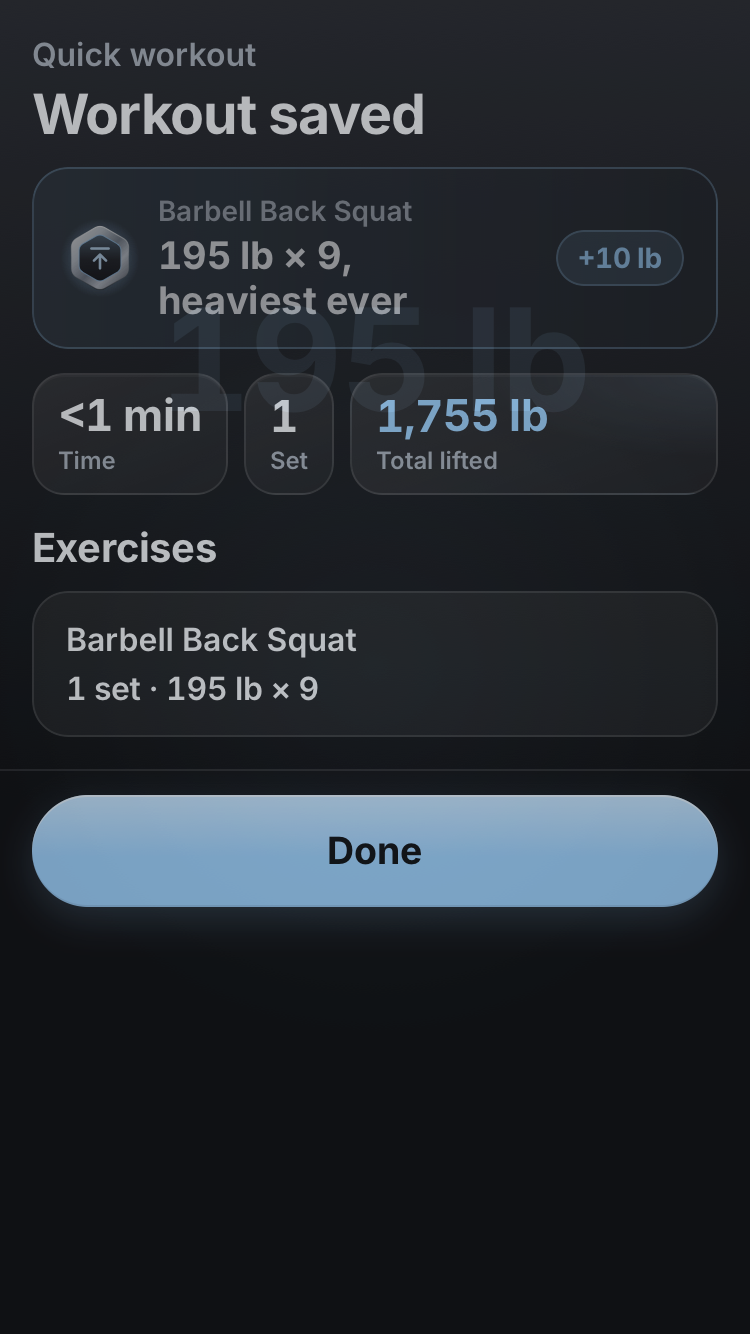 Quick workout
Workout saved
Barbell Back Squat
195 lb × 9,
heaviest ever
+10 lb
195 lb
<1 min
Time
1
Set
1,755 lb
Total lifted
Exercises
Barbell Back Squat
1 set · 195 lb × 9
Done